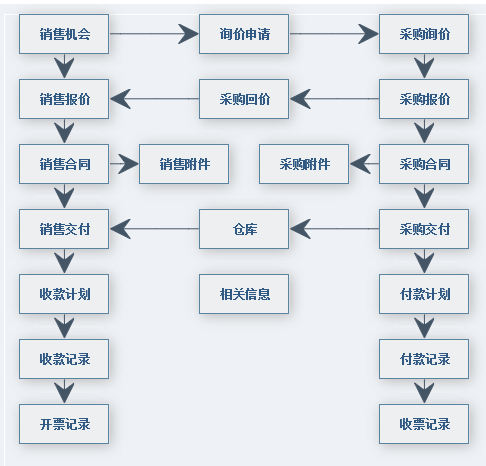 销售机会
询价申请
采购询价
销售报价
采购回价
采购报价
销售合同
销售附件
采购附件
采购合同
销售交付
仓库
采购交付
收款计划
相关信息
付款计划
收款记录
付款记录
开票记录
收票记录